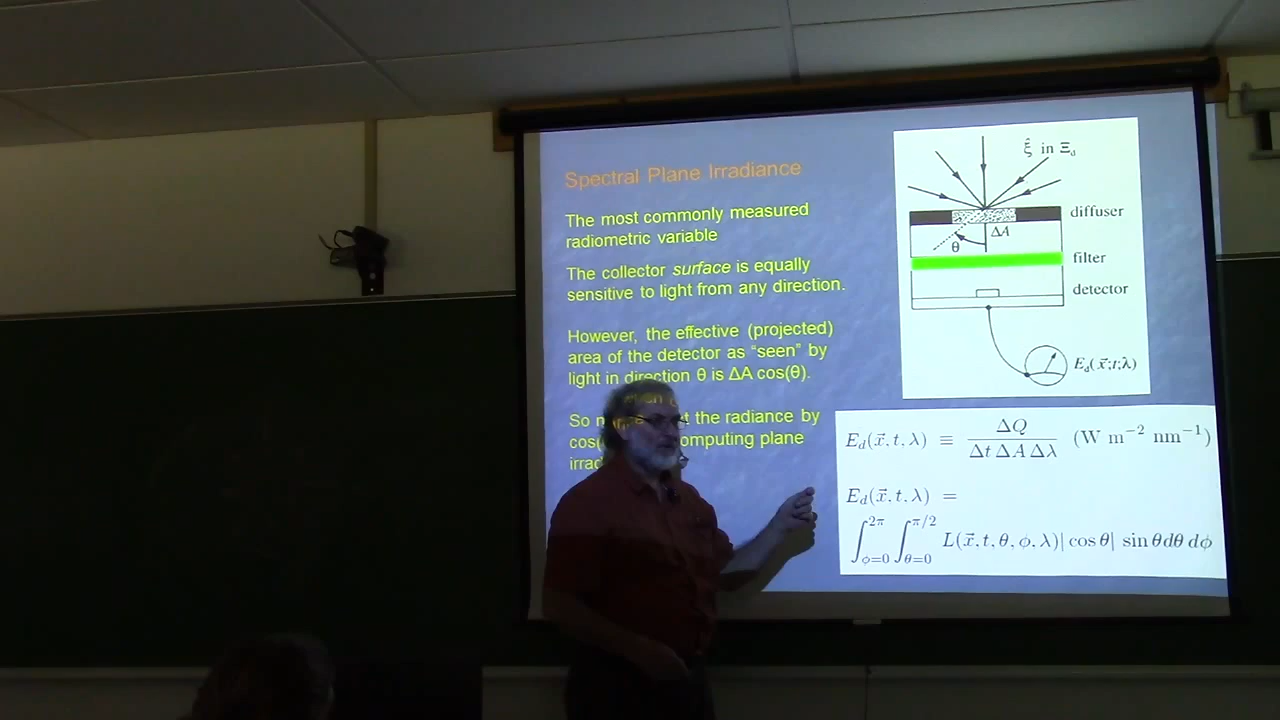 Spectral Plane Irradiance
The most commonly measured
radiometric variable
The collector surface is equally
sensitive to light from any direction.
However, the effective (projected)
area of the detector as “seen” by
light in direction θ is ΔA cos(θ).
So the radiance by
computing plane
ξ̂ in Ξd
diffuser
ΔA
θ
filter
detector
Ed(x⃗;t;λ)
Ed(x⃗, t, λ) ≡ ΔQ / Δt ΔA Δλ (W m−2 nm−1)
Ed(x⃗, t, λ) =
∫φ=0 2π ∫θ=0 π/2 L(x⃗, t, θ, φ, λ)| cos θ| sin θ dθ dφ